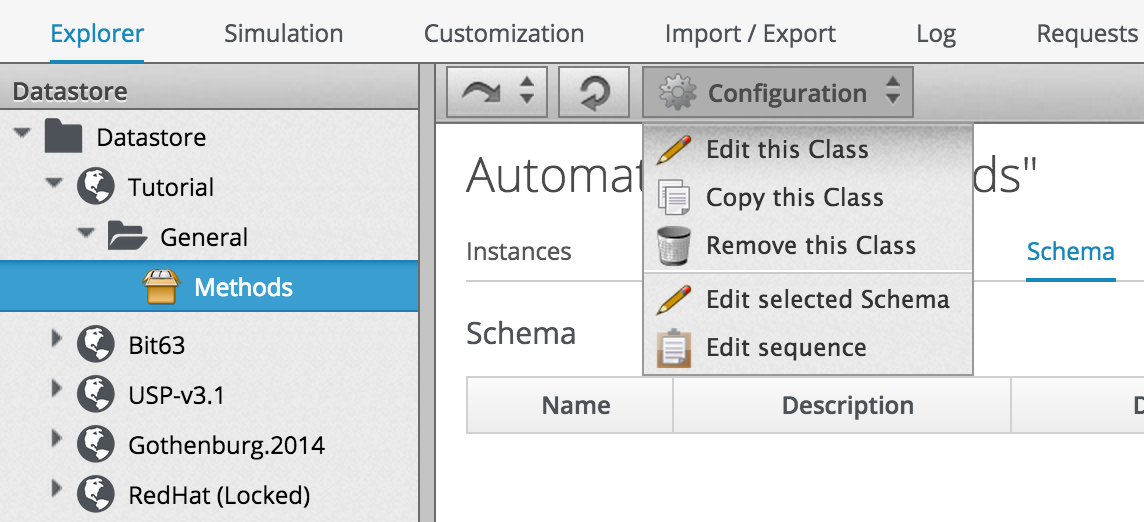 Explorer Simulation Customization Import / Export Log Requests
Datastore
Configuration
Datastore
Tutorial
General
Methods
Bit63
USP-v3.1
Gothenburg.2014
RedHat (Locked)
Edit this Class
Copy this Class
Remove this Class
Edit selected Schema
Edit sequence
Automat ds"
Instances Schema
Schema
Name Description D